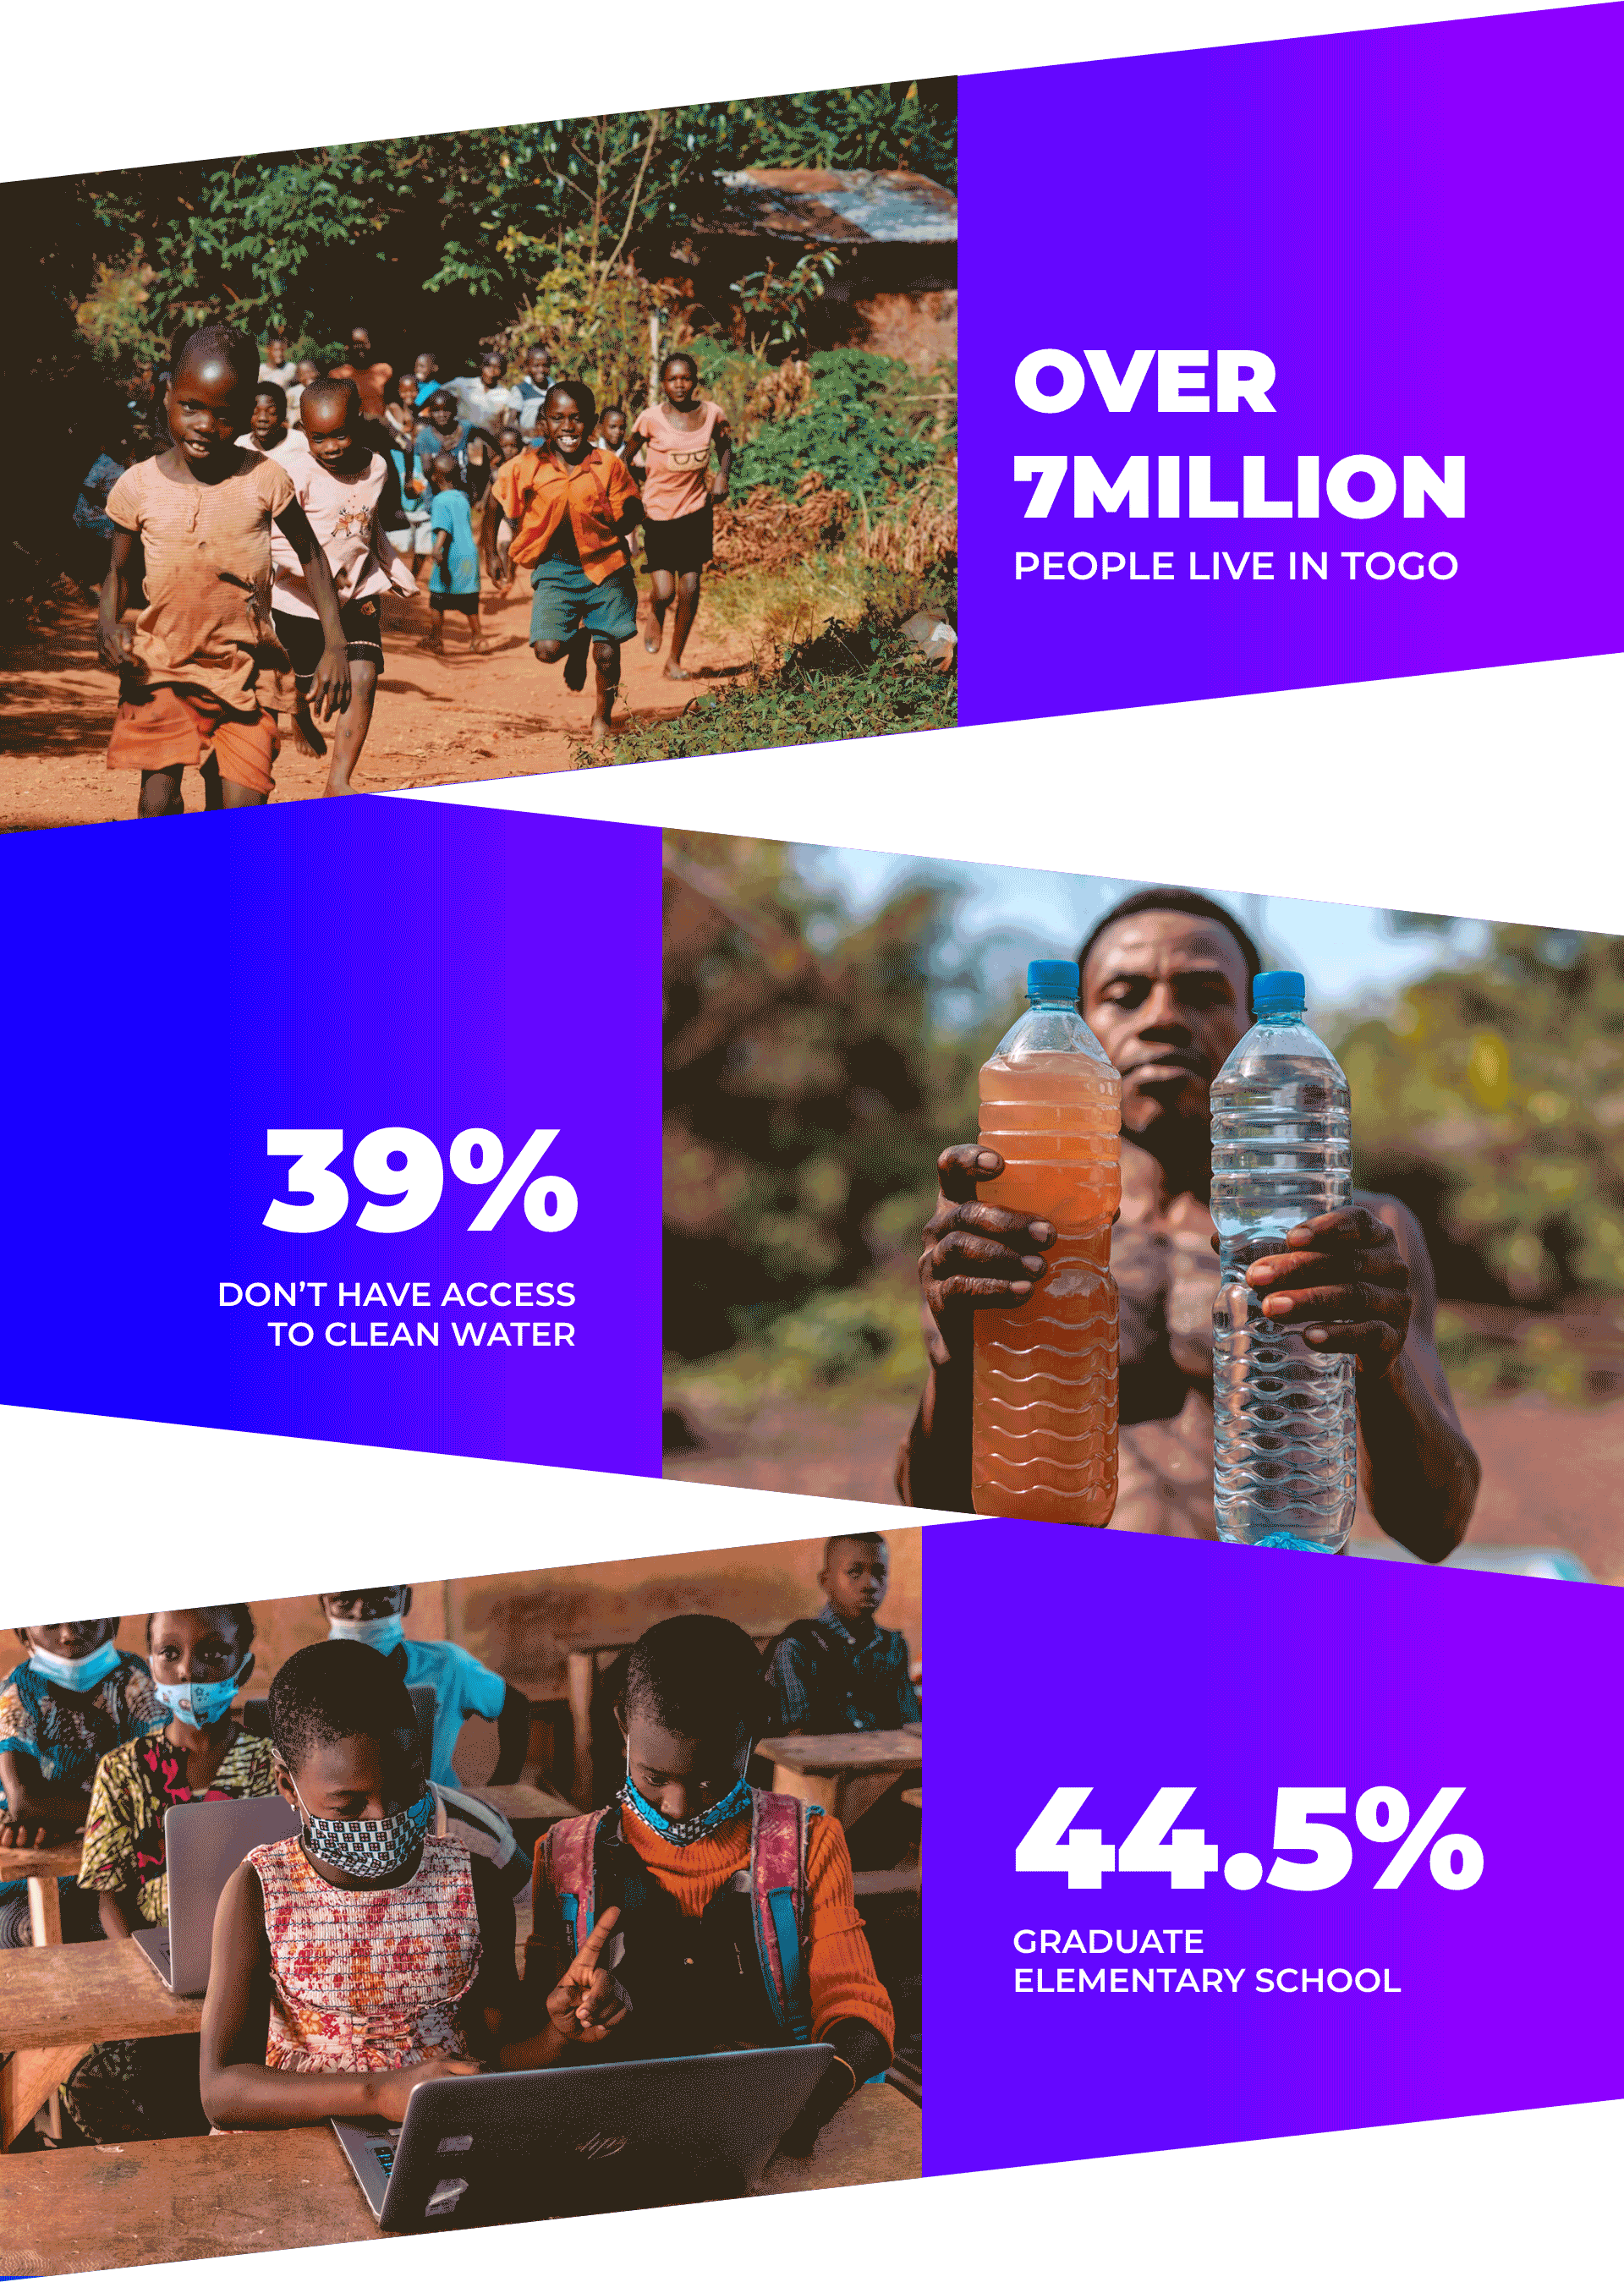 OVER
7MILLION
PEOPLE LIVE IN TOGO
39%
DON'T HAVE ACCESS
TO CLEAN WATER
44.5%
GRADUATE
ELEMENTARY SCHOOL